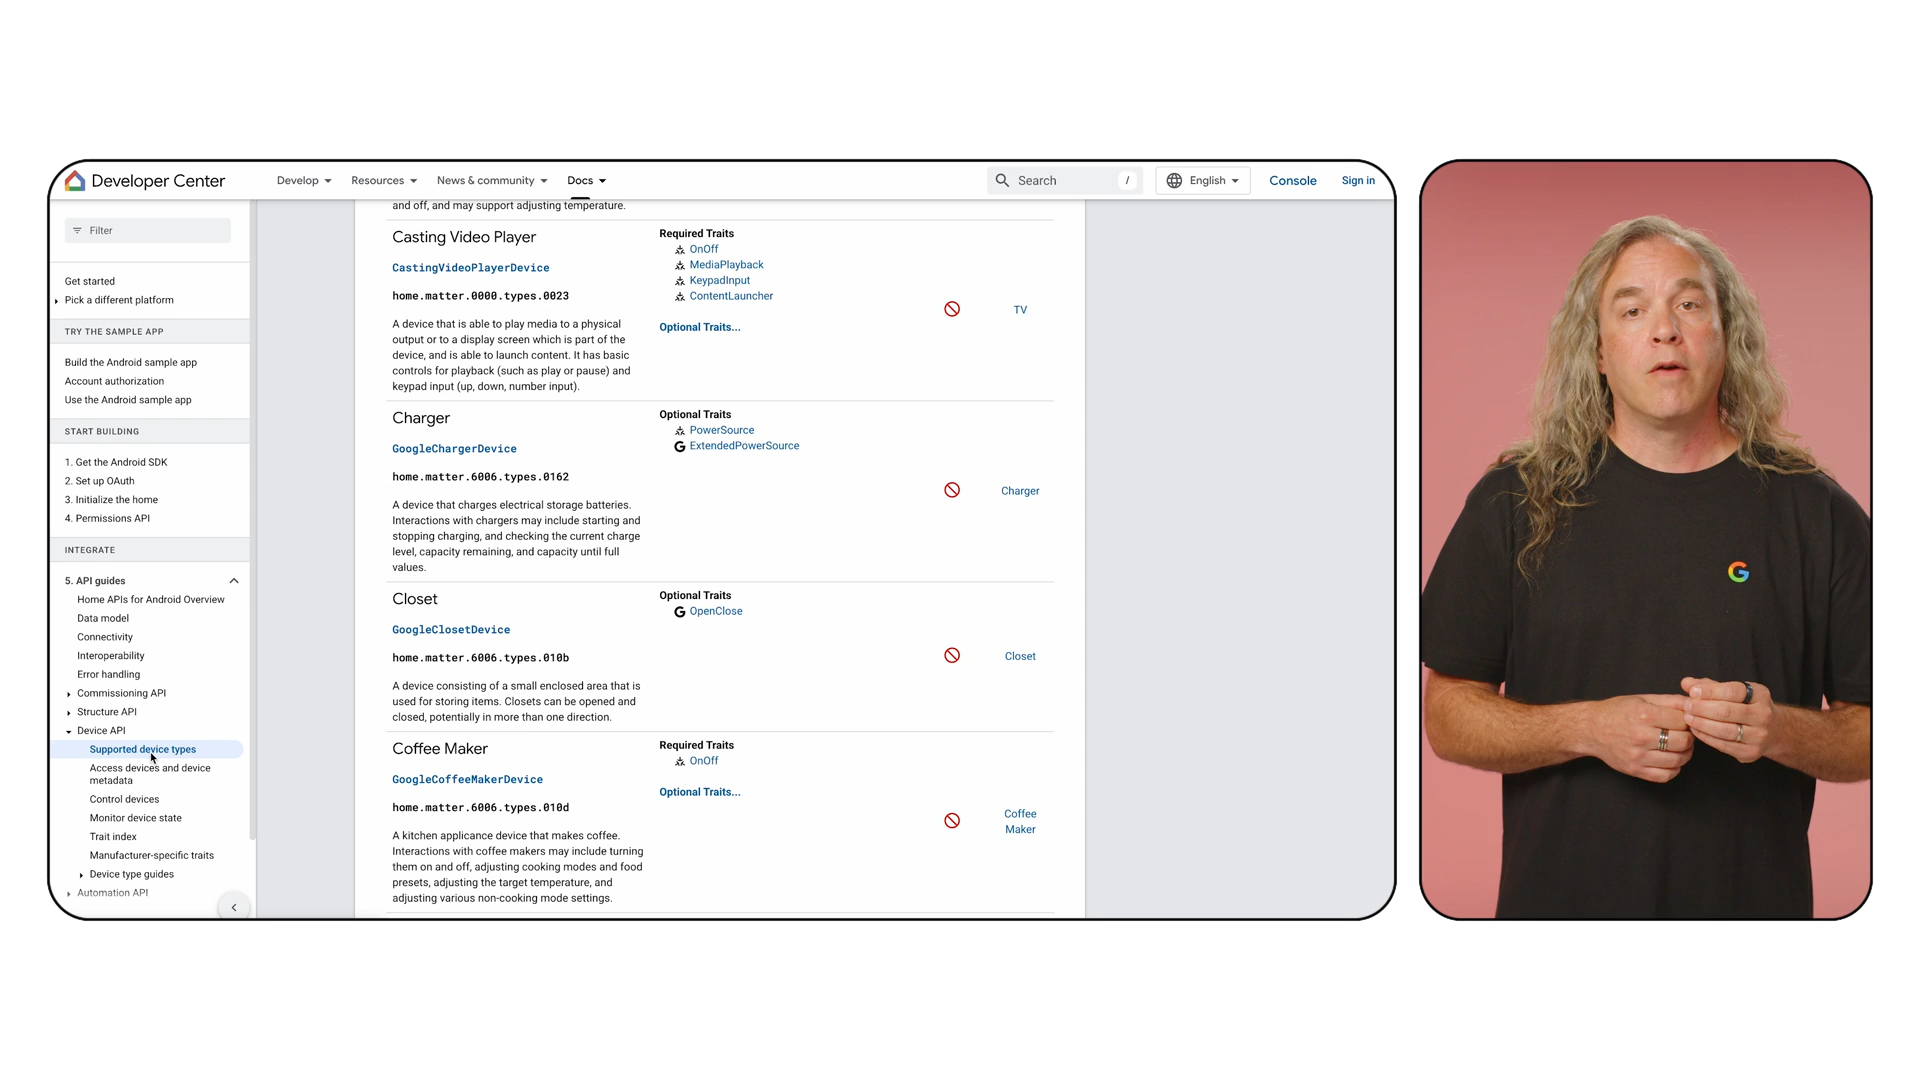 Developer Center
Develop
Resources
News & community
Docs
Search
/
English
Console
Sign in
Filter
Get started
Pick a different platform
TRY THE SAMPLE APP
Build the Android sample app
Account authorization
Use the Android sample app
START BUILDING
1. Get the Android SDK
2. Set up OAuth
3. Initialize the home
4. Permissions API
INTEGRATE
5. API guides
Home APIs for Android Overview
Data model
Connectivity
Interoperability
Error handling
Commissioning API
Structure API
Device API
Supported device types
Access devices and device
metadata
Control devices
Monitor device state
Trait index
Manufacturer-specific traits
Device type guides
Automation API
and off, and may support adjusting temperature.
Casting Video Player
CastingVideoPlayerDevice
home.matter.0000.types.0023
A device that is able to play media to a physical
output or to a display screen which is part of the
device, and is able to launch content. It has basic
controls for playback (such as play or pause) and
keypad input (up, down, number input).
Required Traits
OnOff
MediaPlayback
KeypadInput
ContentLauncher
Optional Traits...
TV
Charger
GoogleChargerDevice
home.matter.6006.types.0162
A device that charges electrical storage batteries.
Interactions with chargers may include starting and
stopping charging, and checking the current charge
level, capacity remaining, and capacity until full
values.
Optional Traits
PowerSource
G ExtendedPowerSource
Charger
Closet
GoogleClosetDevice
home.matter.6006.types.010b
A device consisting of a small enclosed area that is
used for storing items. Closets can be opened and
closed, potentially in more than one direction.
Optional Traits
G OpenClose
Closet
Coffee Maker
GoogleCoffeeMakerDevice
home.matter.6006.types.010d
A kitchen applicance device that makes coffee.
Interactions with coffee makers may include turning
them on and off, adjusting cooking modes and food
presets, adjusting the target temperature, and
adjusting various non-cooking mode settings.
Required Traits
OnOff
Optional Traits...
Coffee
Maker
G